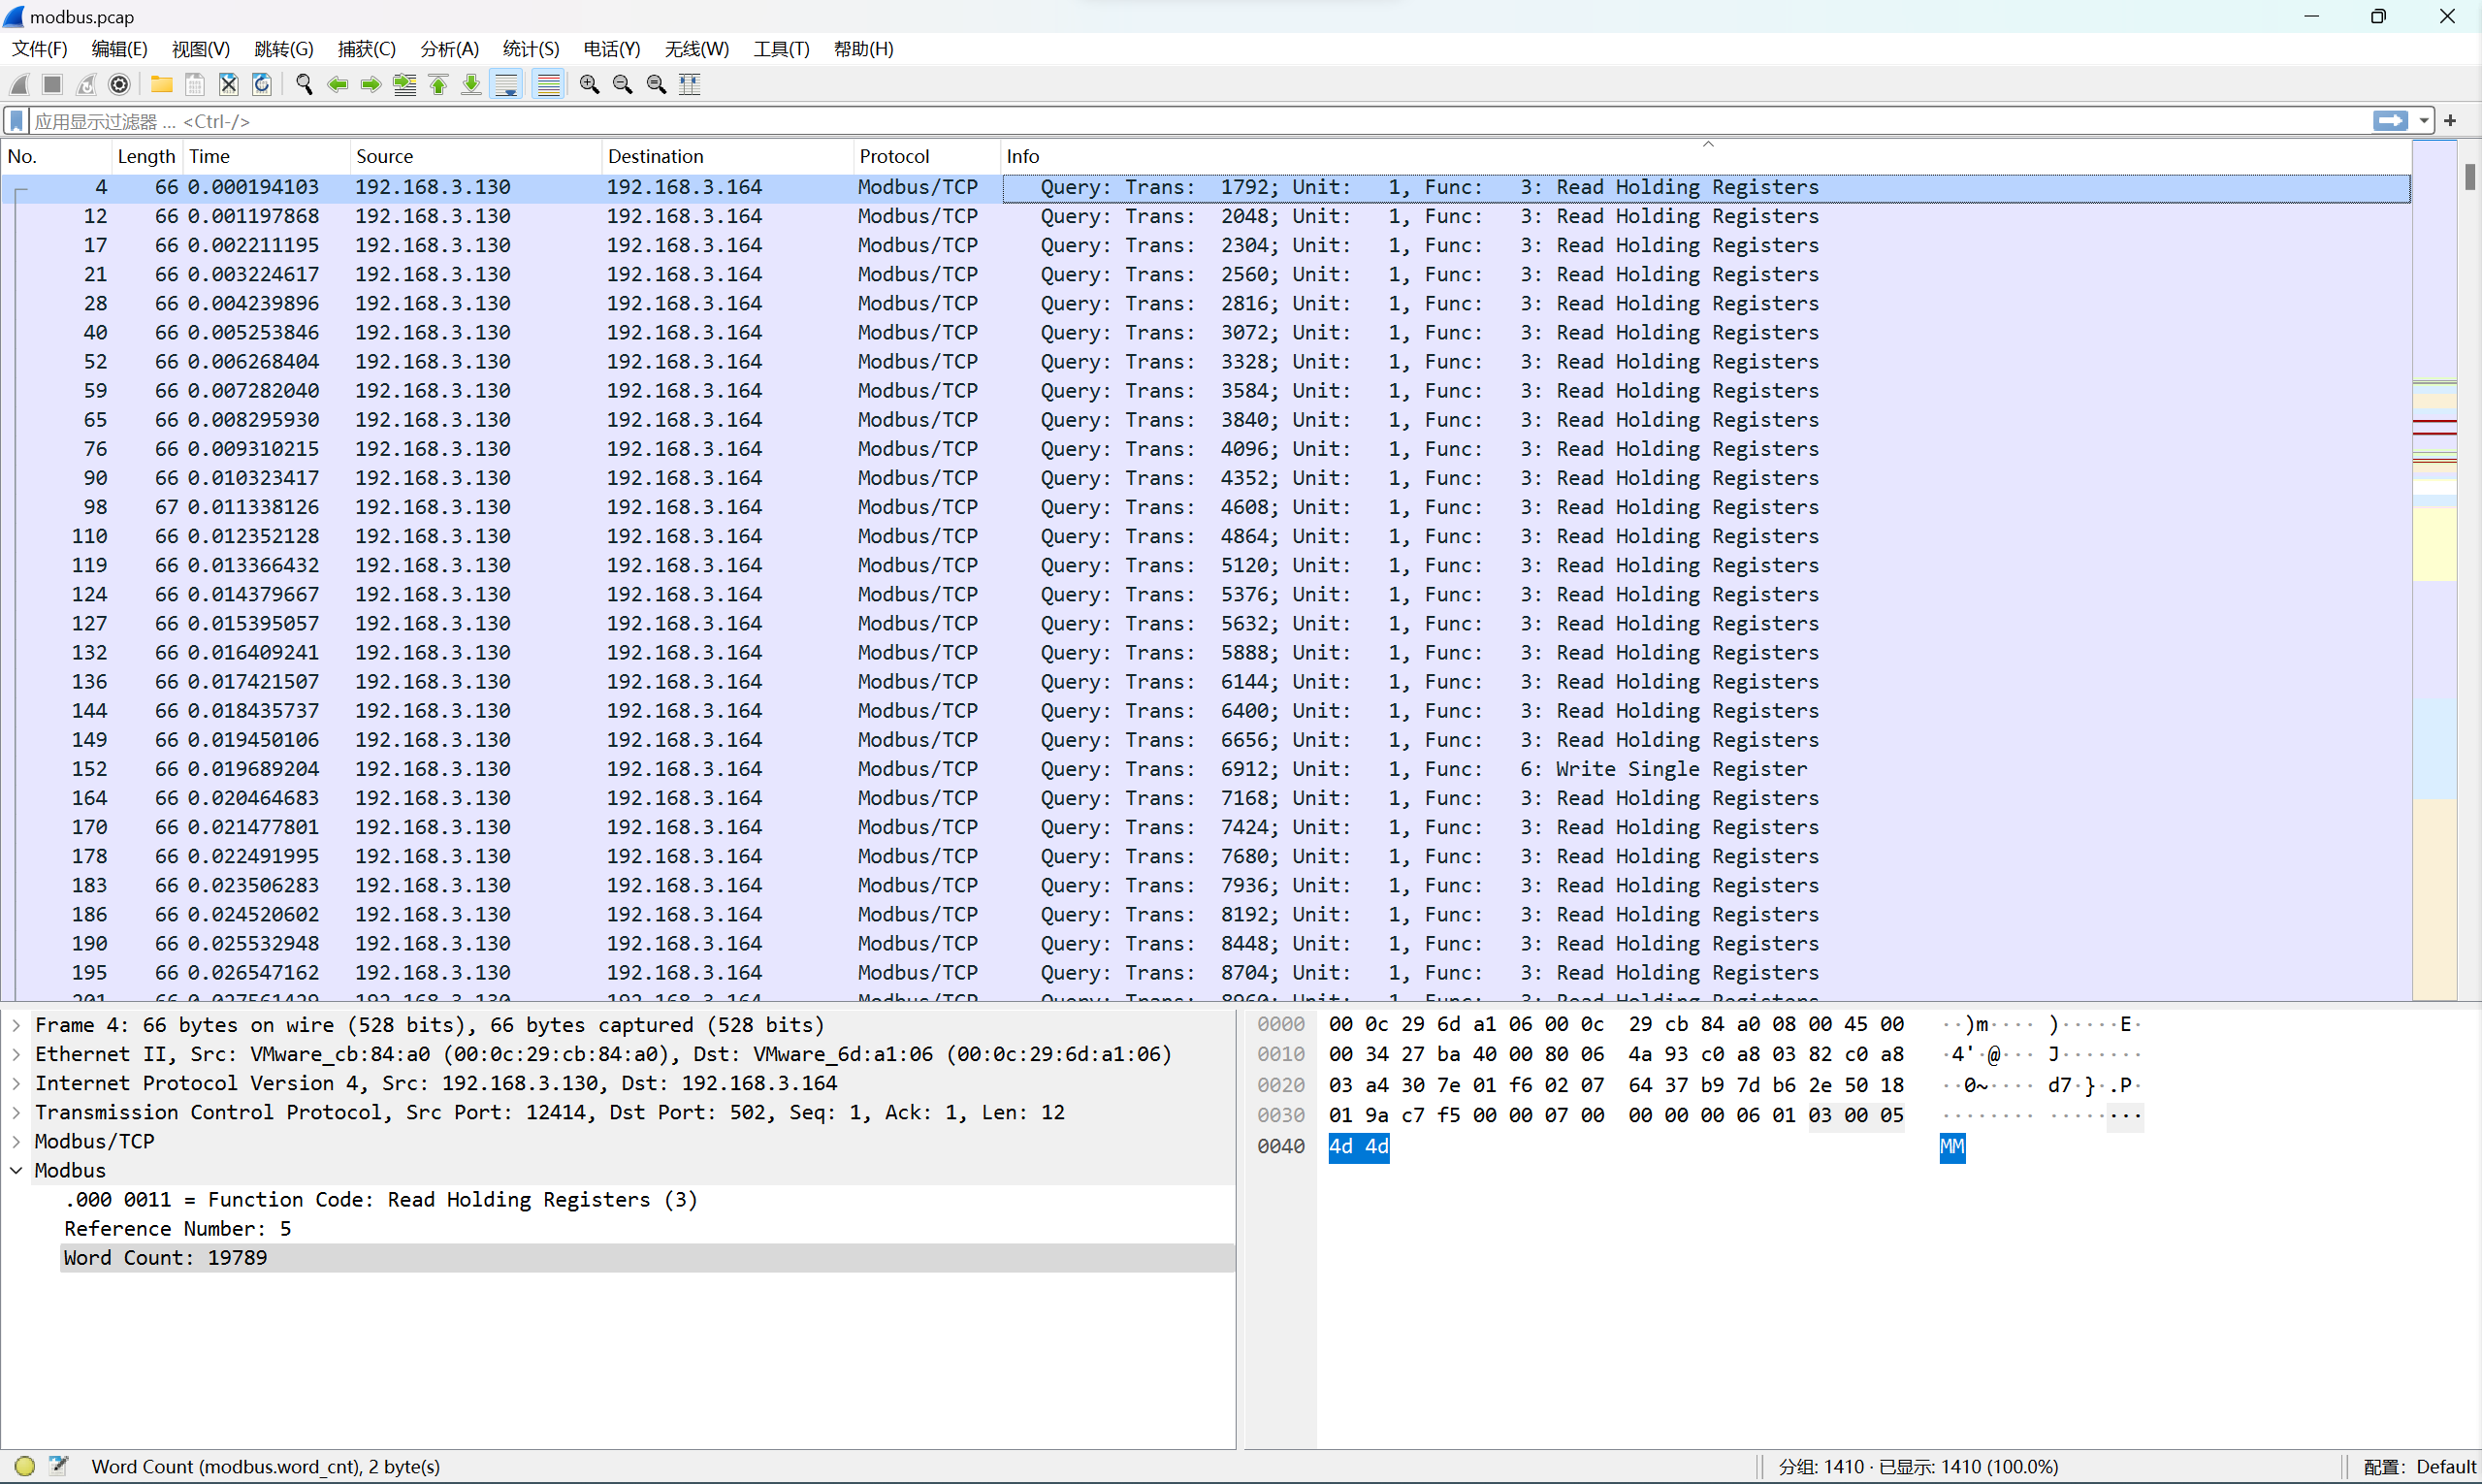 modbus.pcap
文件(F) 编辑(E) 视图(V) 跳转(G) 捕获(C) 分析(A) 统计(S) 电话(Y) 无线(W) 工具(T) 帮助(H)
应用显示过滤器 … <Ctrl-/>
No. Length Time Source Destination Protocol Info
4 66 0.000194103 192.168.3.130 192.168.3.164 Modbus/TCP Query: Trans: 1792; Unit: 1, Func: 3: Read Holding Registers
12 66 0.001197868 192.168.3.130 192.168.3.164 Modbus/TCP Query: Trans: 2048; Unit: 1, Func: 3: Read Holding Registers
17 66 0.002211195 192.168.3.130 192.168.3.164 Modbus/TCP Query: Trans: 2304; Unit: 1, Func: 3: Read Holding Registers
21 66 0.003224617 192.168.3.130 192.168.3.164 Modbus/TCP Query: Trans: 2560; Unit: 1, Func: 3: Read Holding Registers
28 66 0.004239896 192.168.3.130 192.168.3.164 Modbus/TCP Query: Trans: 2816; Unit: 1, Func: 3: Read Holding Registers
40 66 0.005253846 192.168.3.130 192.168.3.164 Modbus/TCP Query: Trans: 3072; Unit: 1, Func: 3: Read Holding Registers
52 66 0.006268404 192.168.3.130 192.168.3.164 Modbus/TCP Query: Trans: 3328; Unit: 1, Func: 3: Read Holding Registers
59 66 0.007282040 192.168.3.130 192.168.3.164 Modbus/TCP Query: Trans: 3584; Unit: 1, Func: 3: Read Holding Registers
65 66 0.008295930 192.168.3.130 192.168.3.164 Modbus/TCP Query: Trans: 3840; Unit: 1, Func: 3: Read Holding Registers
76 66 0.009310215 192.168.3.130 192.168.3.164 Modbus/TCP Query: Trans: 4096; Unit: 1, Func: 3: Read Holding Registers
90 66 0.010323417 192.168.3.130 192.168.3.164 Modbus/TCP Query: Trans: 4352; Unit: 1, Func: 3: Read Holding Registers
98 67 0.011338126 192.168.3.130 192.168.3.164 Modbus/TCP Query: Trans: 4608; Unit: 1, Func: 3: Read Holding Registers
110 66 0.012352128 192.168.3.130 192.168.3.164 Modbus/TCP Query: Trans: 4864; Unit: 1, Func: 3: Read Holding Registers
119 66 0.013366432 192.168.3.130 192.168.3.164 Modbus/TCP Query: Trans: 5120; Unit: 1, Func: 3: Read Holding Registers
124 66 0.014379667 192.168.3.130 192.168.3.164 Modbus/TCP Query: Trans: 5376; Unit: 1, Func: 3: Read Holding Registers
127 66 0.015395057 192.168.3.130 192.168.3.164 Modbus/TCP Query: Trans: 5632; Unit: 1, Func: 3: Read Holding Registers
132 66 0.016409241 192.168.3.130 192.168.3.164 Modbus/TCP Query: Trans: 5888; Unit: 1, Func: 3: Read Holding Registers
136 66 0.017421507 192.168.3.130 192.168.3.164 Modbus/TCP Query: Trans: 6144; Unit: 1, Func: 3: Read Holding Registers
144 66 0.018435737 192.168.3.130 192.168.3.164 Modbus/TCP Query: Trans: 6400; Unit: 1, Func: 3: Read Holding Registers
149 66 0.019450106 192.168.3.130 192.168.3.164 Modbus/TCP Query: Trans: 6656; Unit: 1, Func: 3: Read Holding Registers
152 66 0.019689204 192.168.3.130 192.168.3.164 Modbus/TCP Query: Trans: 6912; Unit: 1, Func: 6: Write Single Register
164 66 0.020464683 192.168.3.130 192.168.3.164 Modbus/TCP Query: Trans: 7168; Unit: 1, Func: 3: Read Holding Registers
170 66 0.021477801 192.168.3.130 192.168.3.164 Modbus/TCP Query: Trans: 7424; Unit: 1, Func: 3: Read Holding Registers
178 66 0.022491995 192.168.3.130 192.168.3.164 Modbus/TCP Query: Trans: 7680; Unit: 1, Func: 3: Read Holding Registers
183 66 0.023506283 192.168.3.130 192.168.3.164 Modbus/TCP Query: Trans: 7936; Unit: 1, Func: 3: Read Holding Registers
186 66 0.024520602 192.168.3.130 192.168.3.164 Modbus/TCP Query: Trans: 8192; Unit: 1, Func: 3: Read Holding Registers
190 66 0.025532948 192.168.3.130 192.168.3.164 Modbus/TCP Query: Trans: 8448; Unit: 1, Func: 3: Read Holding Registers
195 66 0.026547162 192.168.3.130 192.168.3.164 Modbus/TCP Query: Trans: 8704; Unit: 1, Func: 3: Read Holding Registers
201 66 0.027561429 192.168.3.130 192.168.3.164 Modbus/TCP Query: Trans: 8960; Unit: 1, Func: 3: Read Holding Registers
Frame 4: 66 bytes on wire (528 bits), 66 bytes captured (528 bits)
Ethernet II, Src: VMware_cb:84:a0 (00:0c:29:cb:84:a0), Dst: VMware_6d:a1:06 (00:0c:29:6d:a1:06)
Internet Protocol Version 4, Src: 192.168.3.130, Dst: 192.168.3.164
Transmission Control Protocol, Src Port: 12414, Dst Port: 502, Seq: 1, Ack: 1, Len: 12
Modbus/TCP
Modbus
.000 0011 = Function Code: Read Holding Registers (3)
Reference Number: 5
Word Count: 19789
0000 00 0c 29 6d a1 06 00 0c 29 cb 84 a0 08 00 45 00 ··)m···· )·····E·
0010 00 34 27 ba 40 00 80 06 4a 93 c0 a8 03 82 c0 a8 ·4'·@··· J·······
0020 03 a4 30 7e 01 f6 02 07 64 37 b9 7d b6 2e 50 18 ··0~···· d7·}·.P·
0030 01 9a c7 f5 00 00 07 00 00 00 00 06 01 03 00 05 ········ ········
0040 4d 4d MM
Word Count (modbus.word_cnt), 2 byte(s) 分组: 1410 · 已显示: 1410 (100.0%) 配置: Default